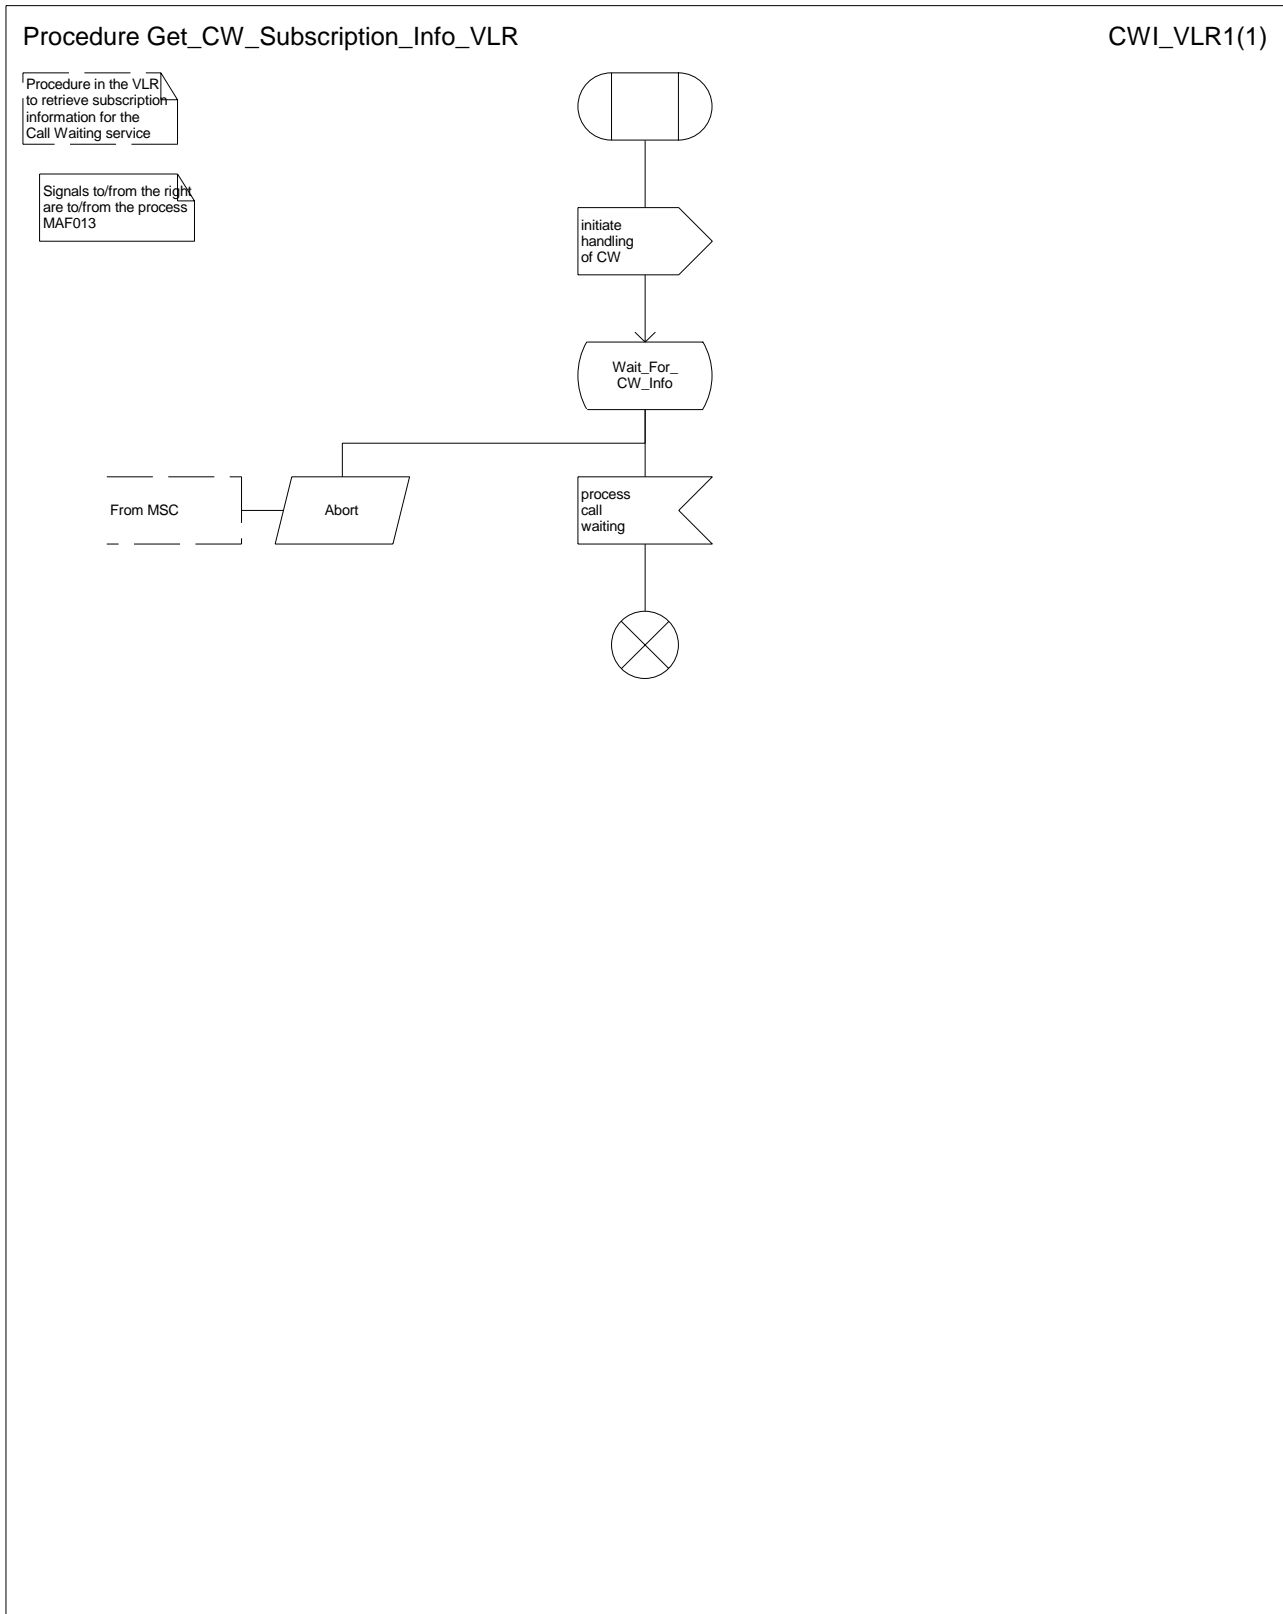 Procedure Get_CW_Subscription_Info_VLR
CWI_VLR1(1)
Procedure in the VLR
to retrieve subscription
information for the
Call Waiting service
Signals to/from the right
are to/from the process
MAF013
initiate
handling
of CW
Wait_For_
CW_Info
From MSC
Abort
process
call
waiting